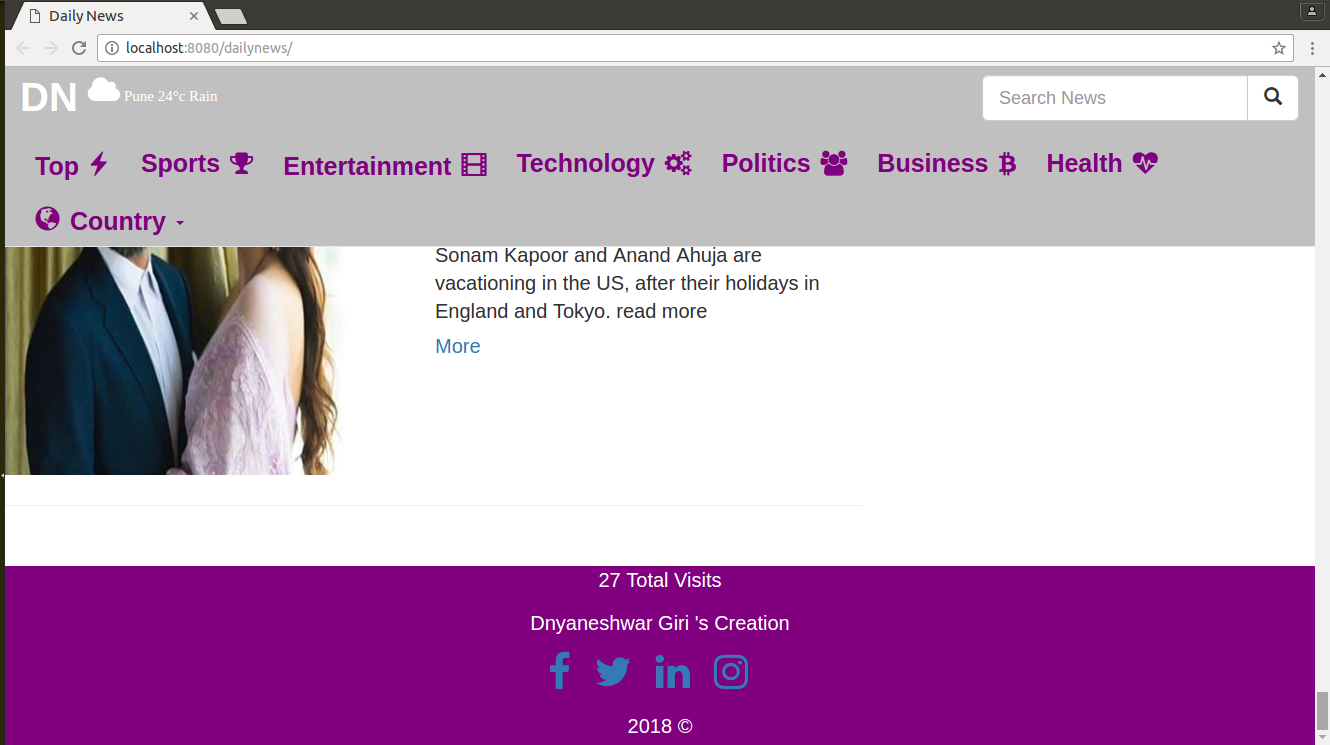 Daily News
localhost:8080/dailynews/
DN Pune 24°c Rain
Search News
Top Sports Entertainment Technology Politics Business Health
Country
Sonam Kapoor and Anand Ahuja are
vacationing in the US, after their holidays in
England and Tokyo. read more
More
27 Total Visits
Dnyaneshwar Giri 's Creation
2018 ©